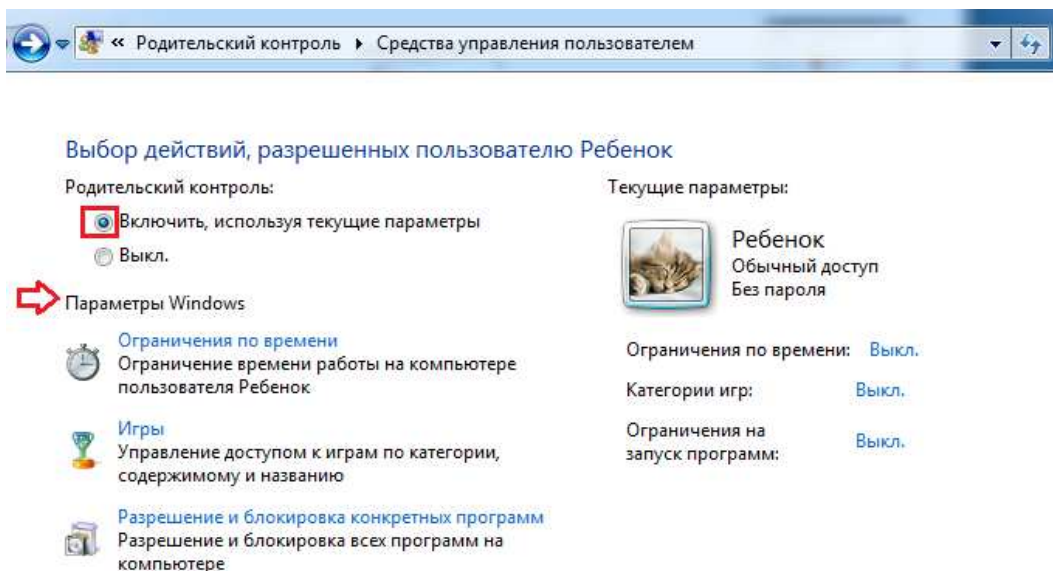 « Родительский контроль ▸ Средства управления пользователем
Выбор действий, разрешенных пользователю Ребенок
Родительский контроль:
Включить, используя текущие параметры
Выкл.
Параметры Windows
Ограничения по времени
Ограничение времени работы на компьютере
пользователя Ребенок
Игры
Управление доступом к играм по категории,
содержимому и названию
Разрешение и блокировка конкретных программ
Разрешение и блокировка всех программ на
компьютере
Текущие параметры:
Ребенок
Обычный доступ
Без пароля
Ограничения по времени: Выкл.
Категории игр: Выкл.
Ограничения на
запуск программ: Выкл.